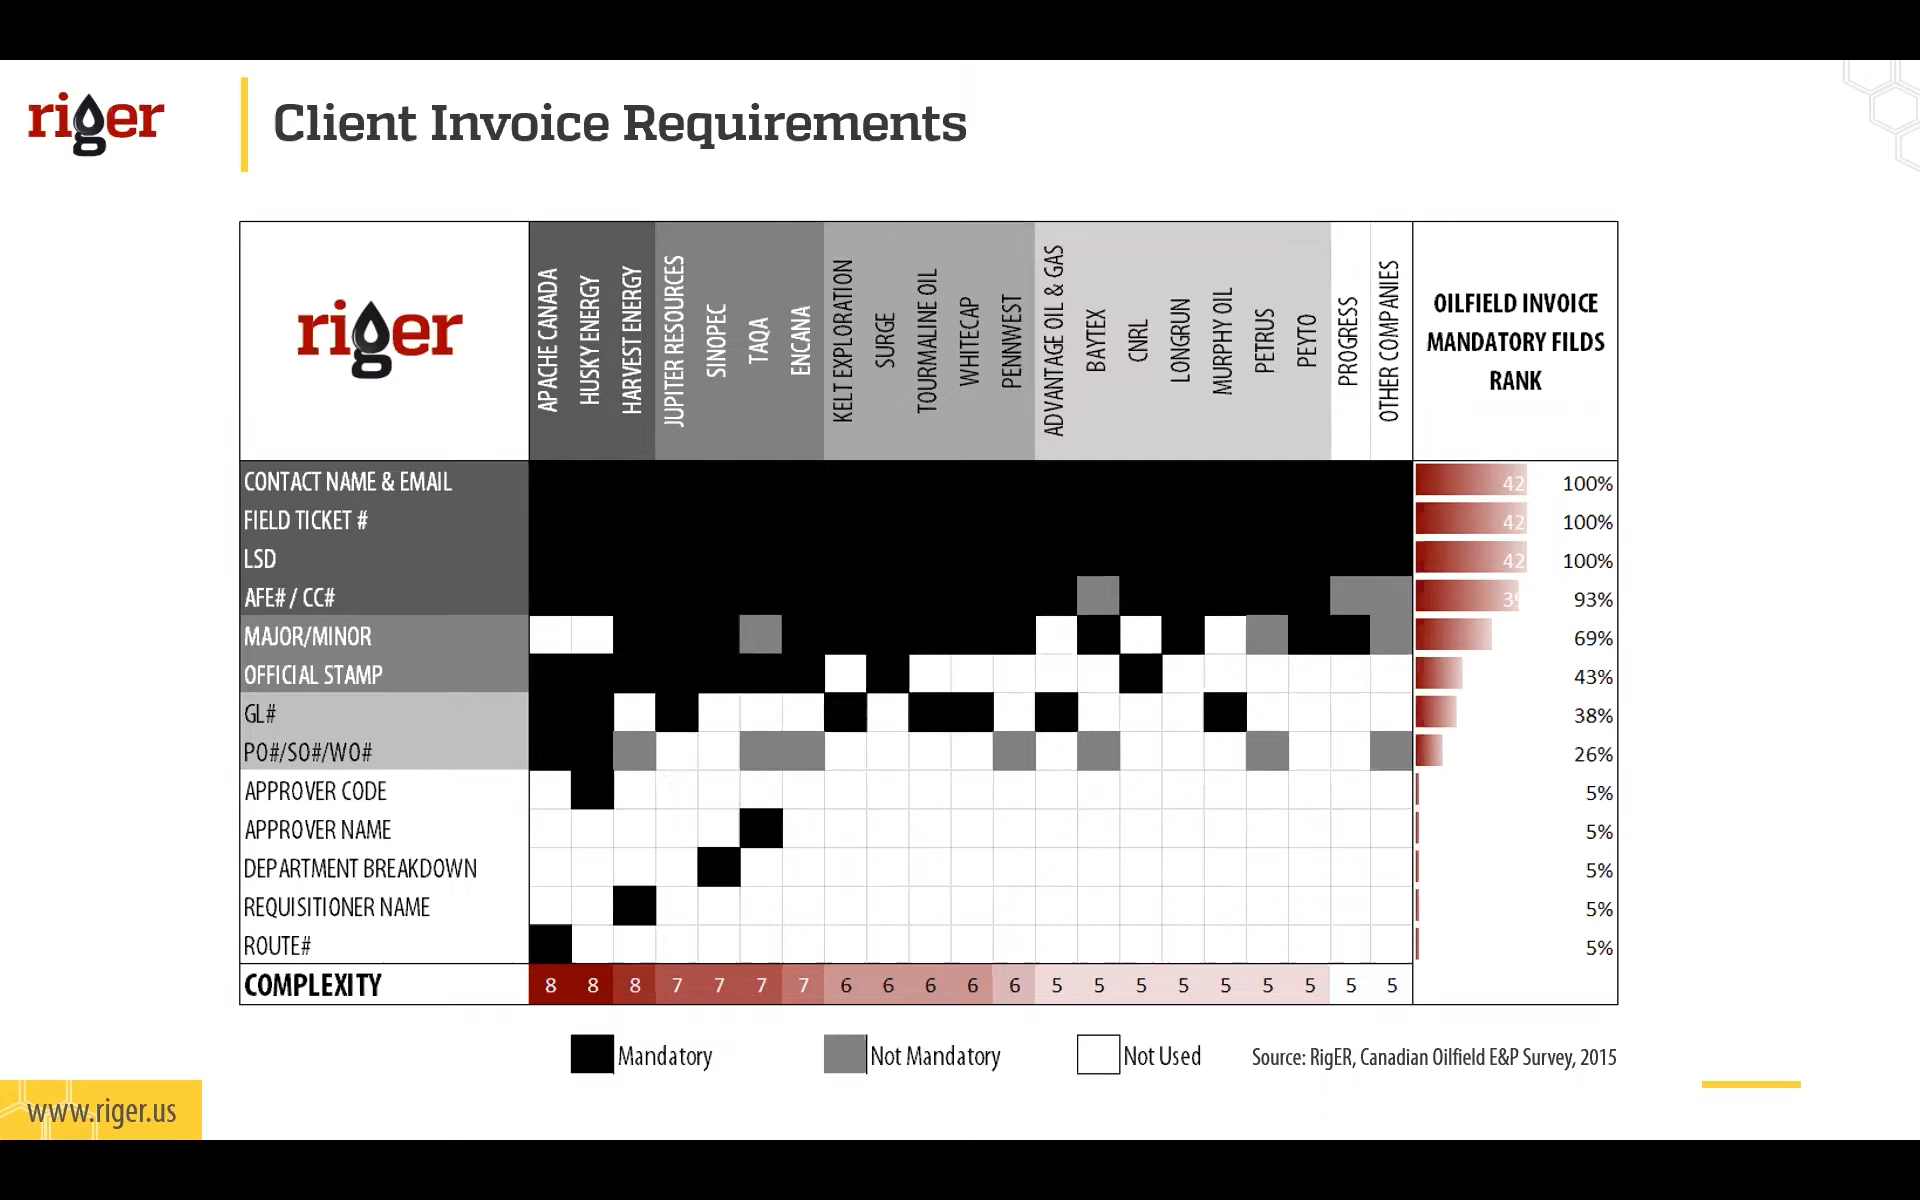 riger
Client Invoice Requirements
riger
APACHE CANADA
HUSKY ENERGY
HARVEST ENERGY
JUPITER RESOURCES
SINOPEC
TAQA
ENCANA
KELT EXPLORATION
SURGE
TOURMALINE OIL
WHITECAP
PENNWEST
ADVANTAGE OIL & GAS
BAYTEX
CNRL
LONGRUN
MURPHY OIL
PETRUS
PEYTO
PROGRESS
OTHER COMPANIES
OILFIELD INVOICE
MANDATORY FILDS
RANK
CONTACT NAME & EMAIL 42 100%
FIELD TICKET # 42 100%
LSD 42 100%
AFE# / CC# 39 93%
MAJOR/MINOR 69%
OFFICIAL STAMP 43%
GL# 38%
PO#/SO#/WO# 26%
APPROVER CODE 5%
APPROVER NAME 5%
DEPARTMENT BREAKDOWN 5%
REQUISITIONER NAME 5%
ROUTE# 5%
COMPLEXITY 8 8 8 7 7 7 7 6 6 6 6 6 5 5 5 5 5 5 5 5 5
Mandatory Not Mandatory Not Used Source: RigER, Canadian Oilfield E&P Survey, 2015
www.riger.us